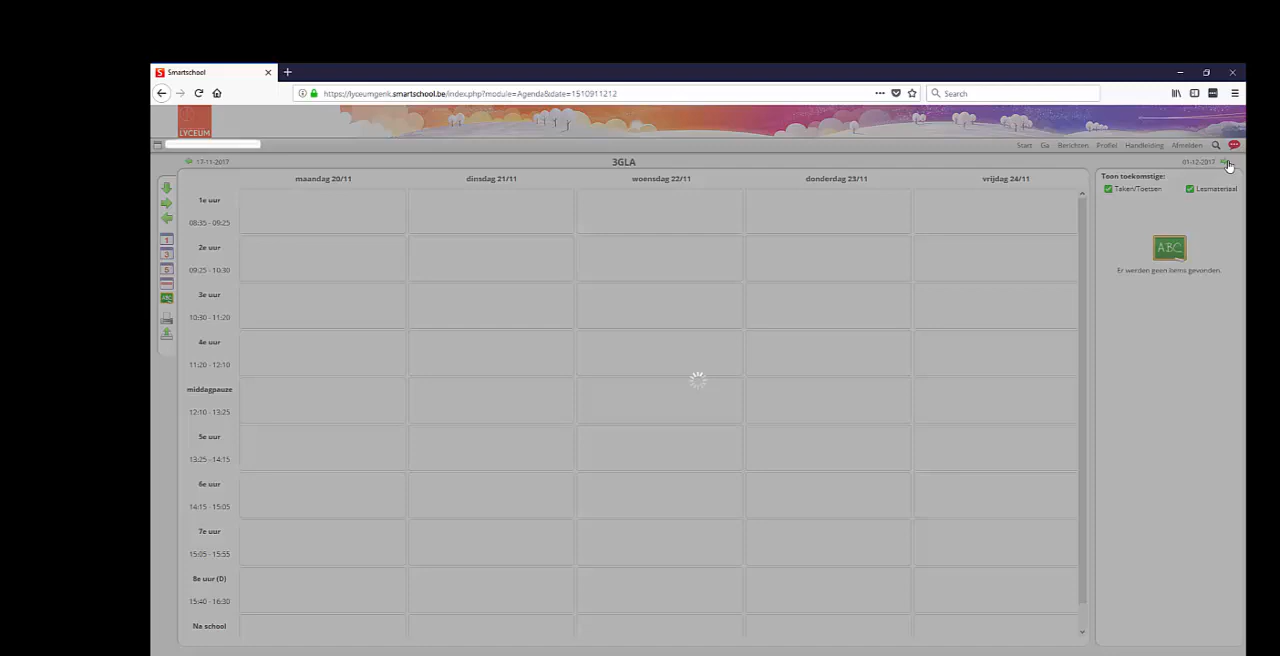 Smartschool
https://lyceumgenk.smartschool.be/index.php?module=Agenda&date=1510911212
Search
LYCEUM
Start Ga Berichten Profiel Handleiding Afmelden
17-11-2017 3GLA 01-12-2017
maandag 20/11 dinsdag 21/11 woensdag 22/11 donderdag 23/11 vrijdag 24/11
Toon toekomstige:
Taken/Toetsen Lesmateriaal
ABC
Er werden geen items gevonden.
1
3
5
ABC
1e uur
08:35 - 09:25
2e uur
09:25 - 10:30
3e uur
10:30 - 11:20
4e uur
11:20 - 12:10
middagpauze
12:10 - 13:25
5e uur
13:25 - 14:15
6e uur
14:15 - 15:05
7e uur
15:05 - 15:55
8e uur (D)
15:40 - 16:30
Na school